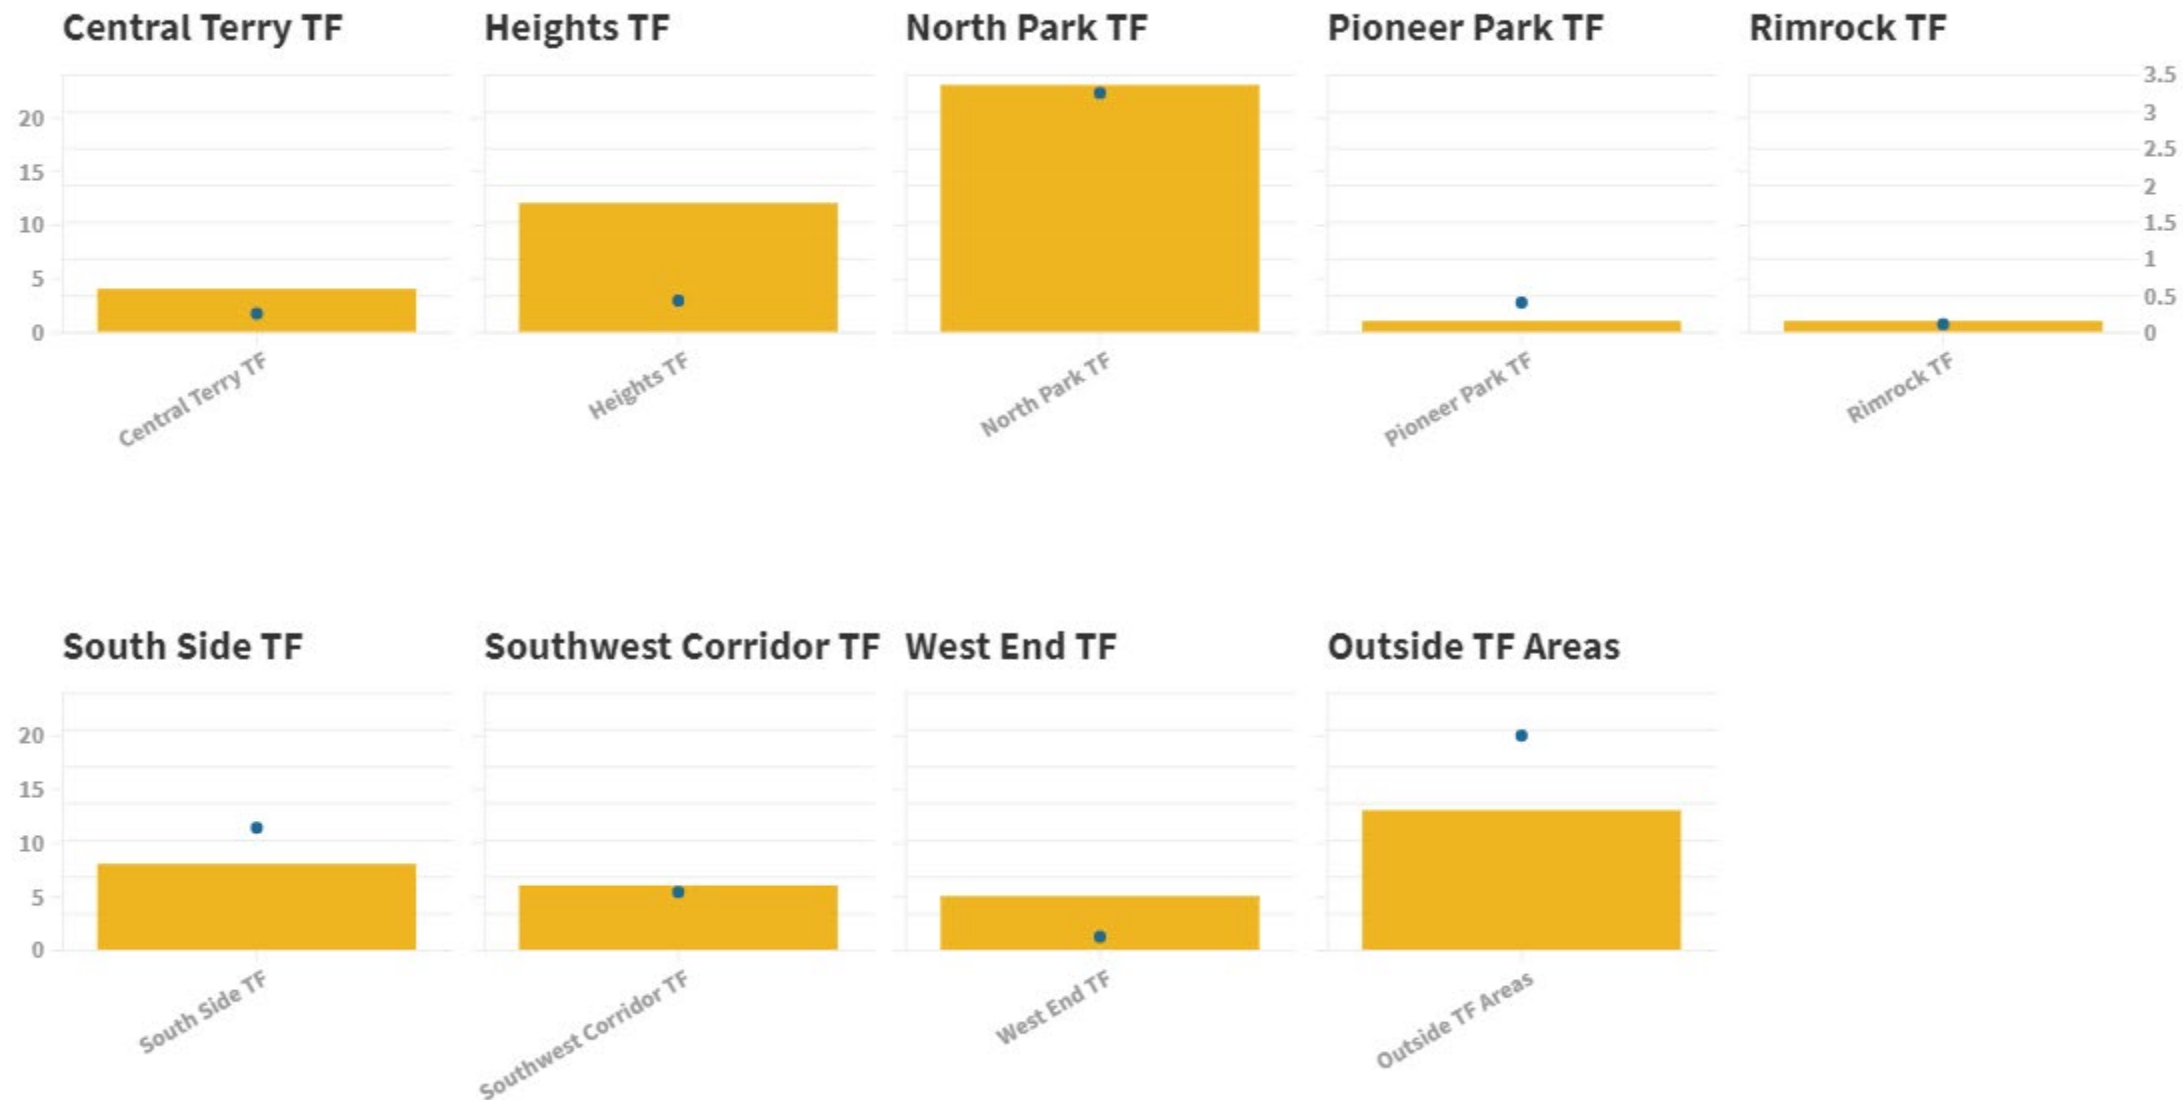 Central Terry TF
Heights TF
North Park TF
Pioneer Park TF
Rimrock TF
20
15
10
5
0
3.5
3
2.5
2
1.5
1
0.5
0
Central Terry TF
Heights TF
North Park TF
Pioneer Park TF
Rimrock TF
South Side TF
Southwest Corridor TF
West End TF
Outside TF Areas
20
15
10
5
0
South Side TF
Southwest Corridor TF
West End TF
Outside TF Areas